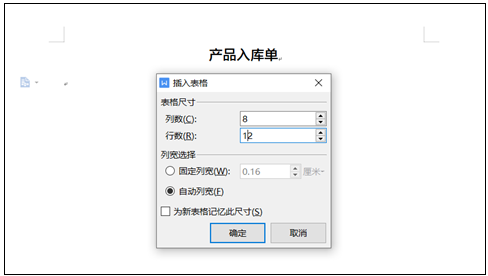 产品入库单
插入表格
表格尺寸
列数(C): 8
行数(R): 12
列宽选择
固定列宽(W): 0.16 厘米
自动列宽(F)
为新表格记忆此尺寸(S)
确定 取消